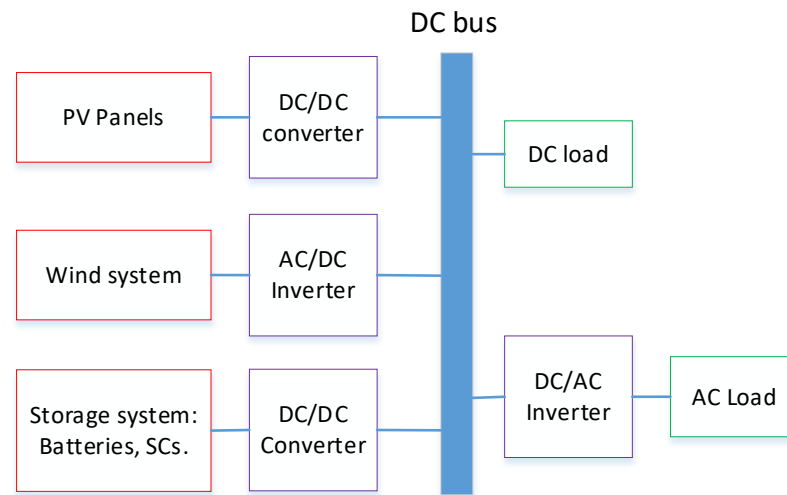 DC bus
PV Panels
DC/DC
converter
DC load
Wind system
AC/DC
Inverter
Storage system:
Batteries, SCs.
DC/DC
Converter
DC/AC
Inverter
AC Load